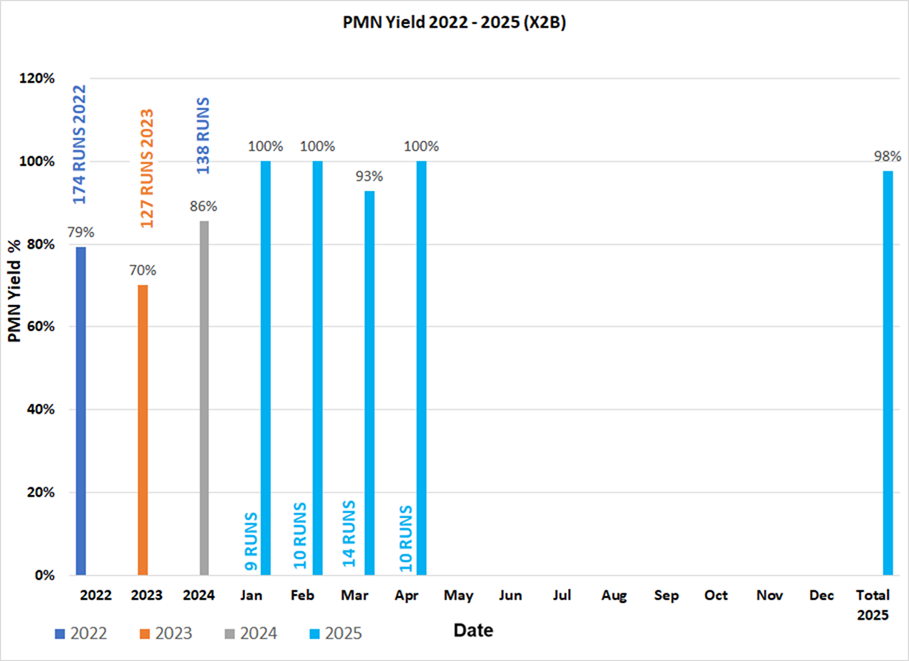 PMN Yield 2022 - 2025 (X2B)
PMN Yield %
120%
100%
80%
60%
40%
20%
0%
174 RUNS 2022
127 RUNS 2023
138 RUNS
79%
70%
86%
100%
100%
93%
100%
98%
9 RUNS
10 RUNS
14 RUNS
10 RUNS
2022 2023 2024 Jan Feb Mar Apr May Jun Jul Aug Sep Oct Nov Dec Total
2025
Date
2022 2023 2024 2025